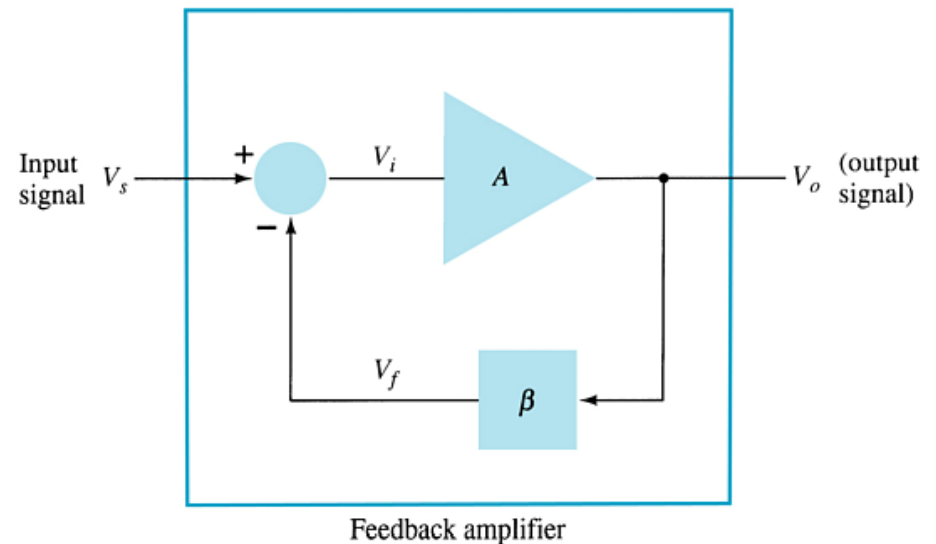 Input
signal
Vs
+
−
Vi
A
Vo
(output
signal)
Vf
β
Feedback amplifier